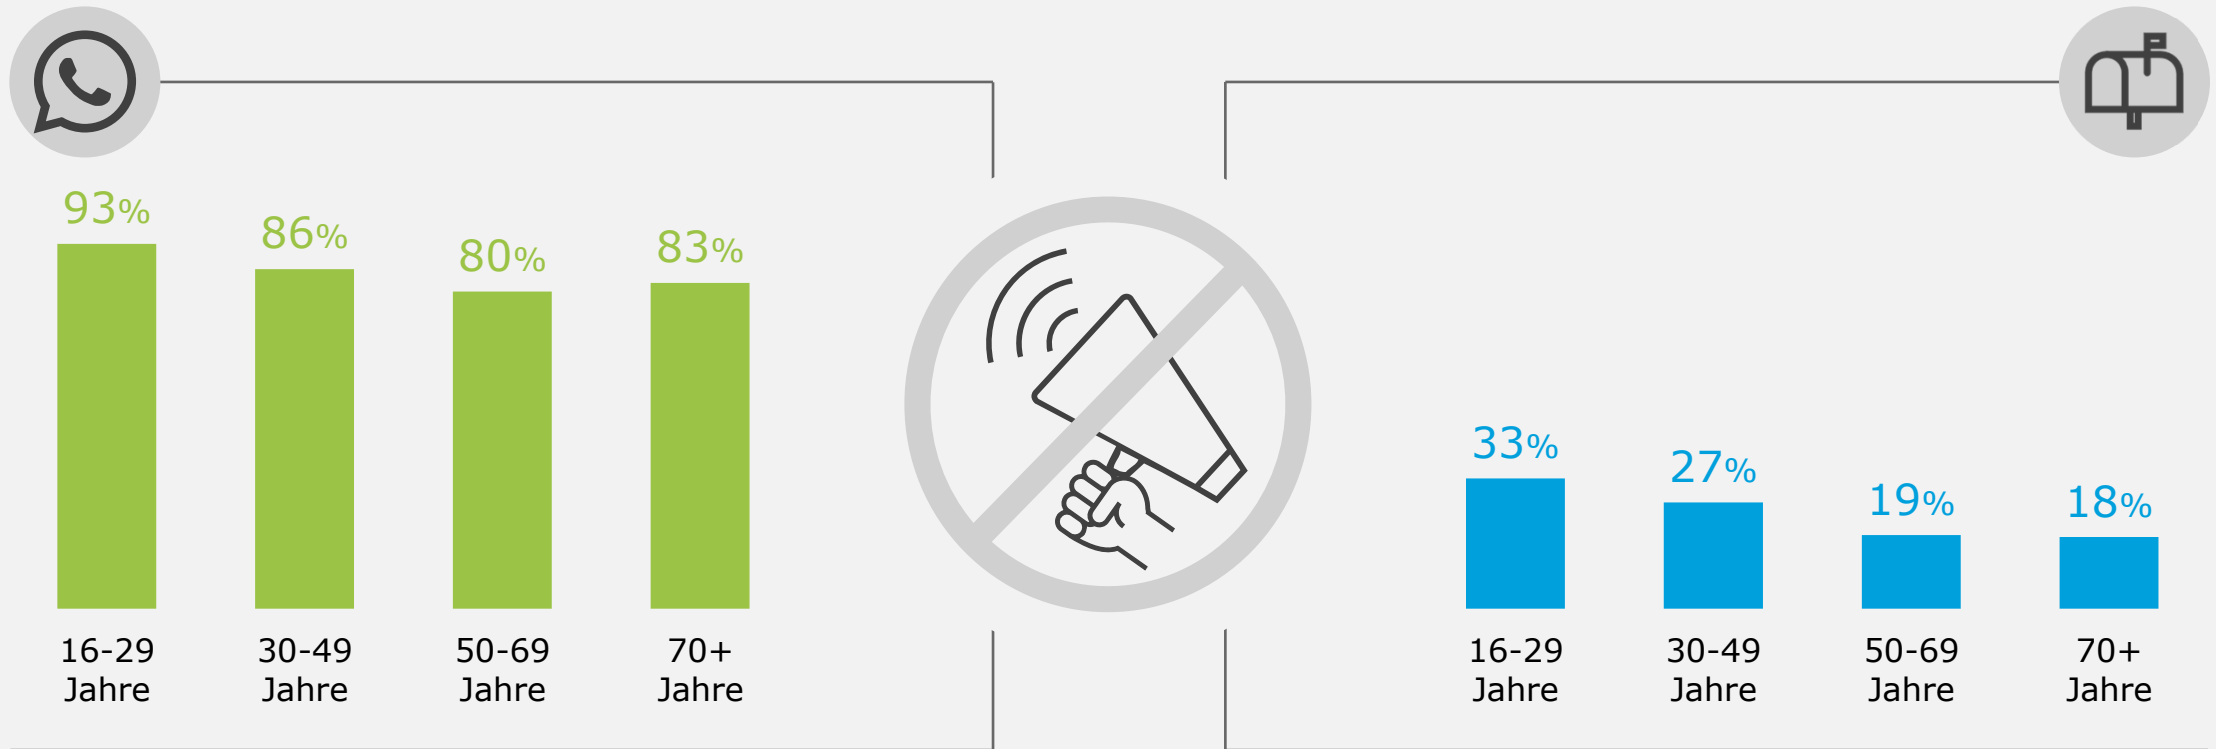 93%
86%
80%
83%
16-29
Jahre
30-49
Jahre
50-69
Jahre
70+
Jahre
33%
27%
19%
18%
16-29
Jahre
30-49
Jahre
50-69
Jahre
70+
Jahre